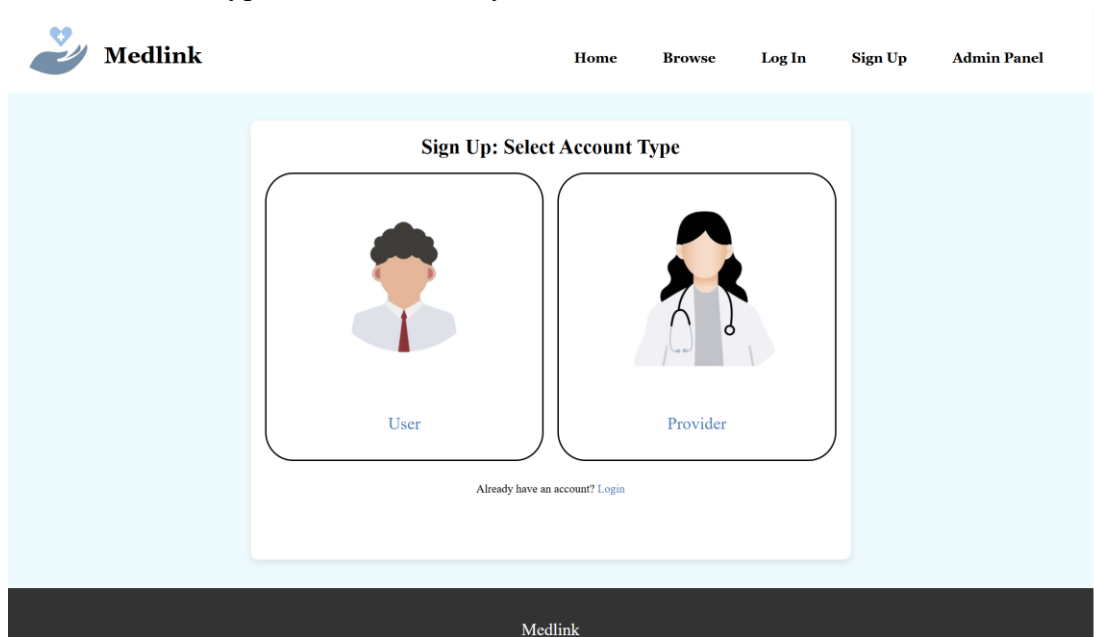 Medlink
Home Browse Log In Sign Up Admin Panel
Sign Up: Select Account Type
User
Provider
Already have an account? Login
Medlink